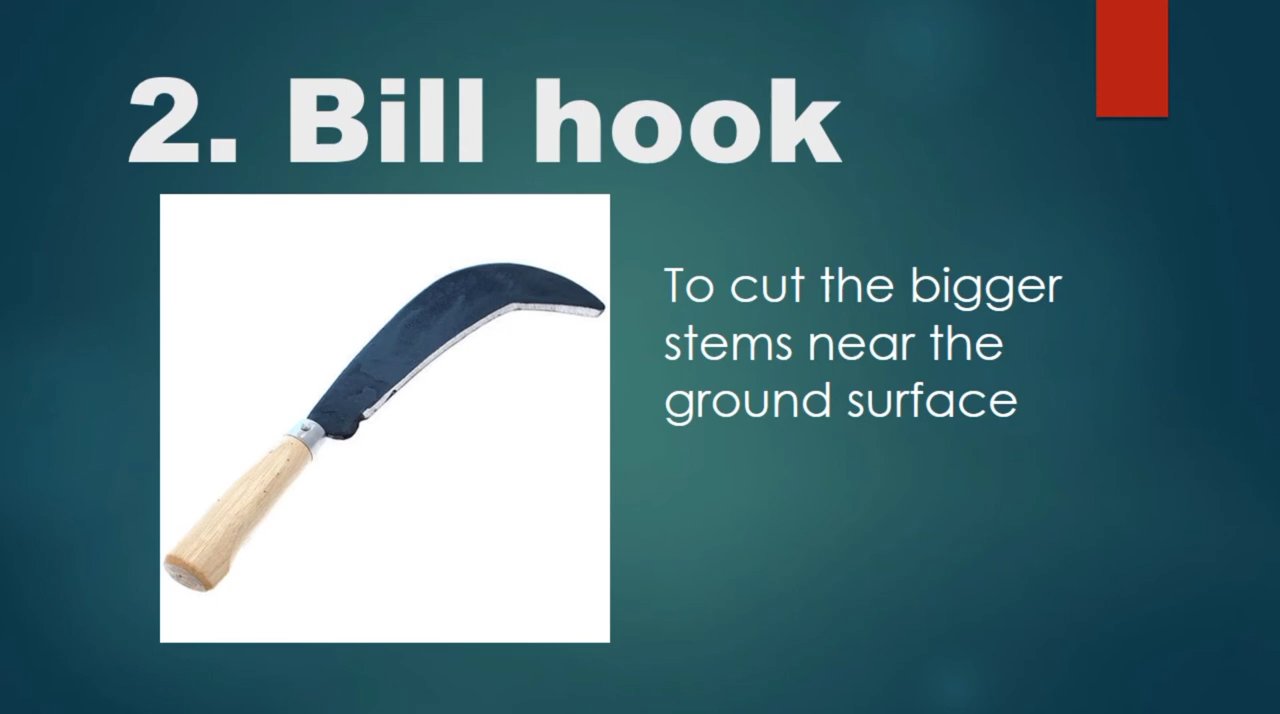 2. Bill hook
To cut the bigger
stems near the
ground surface